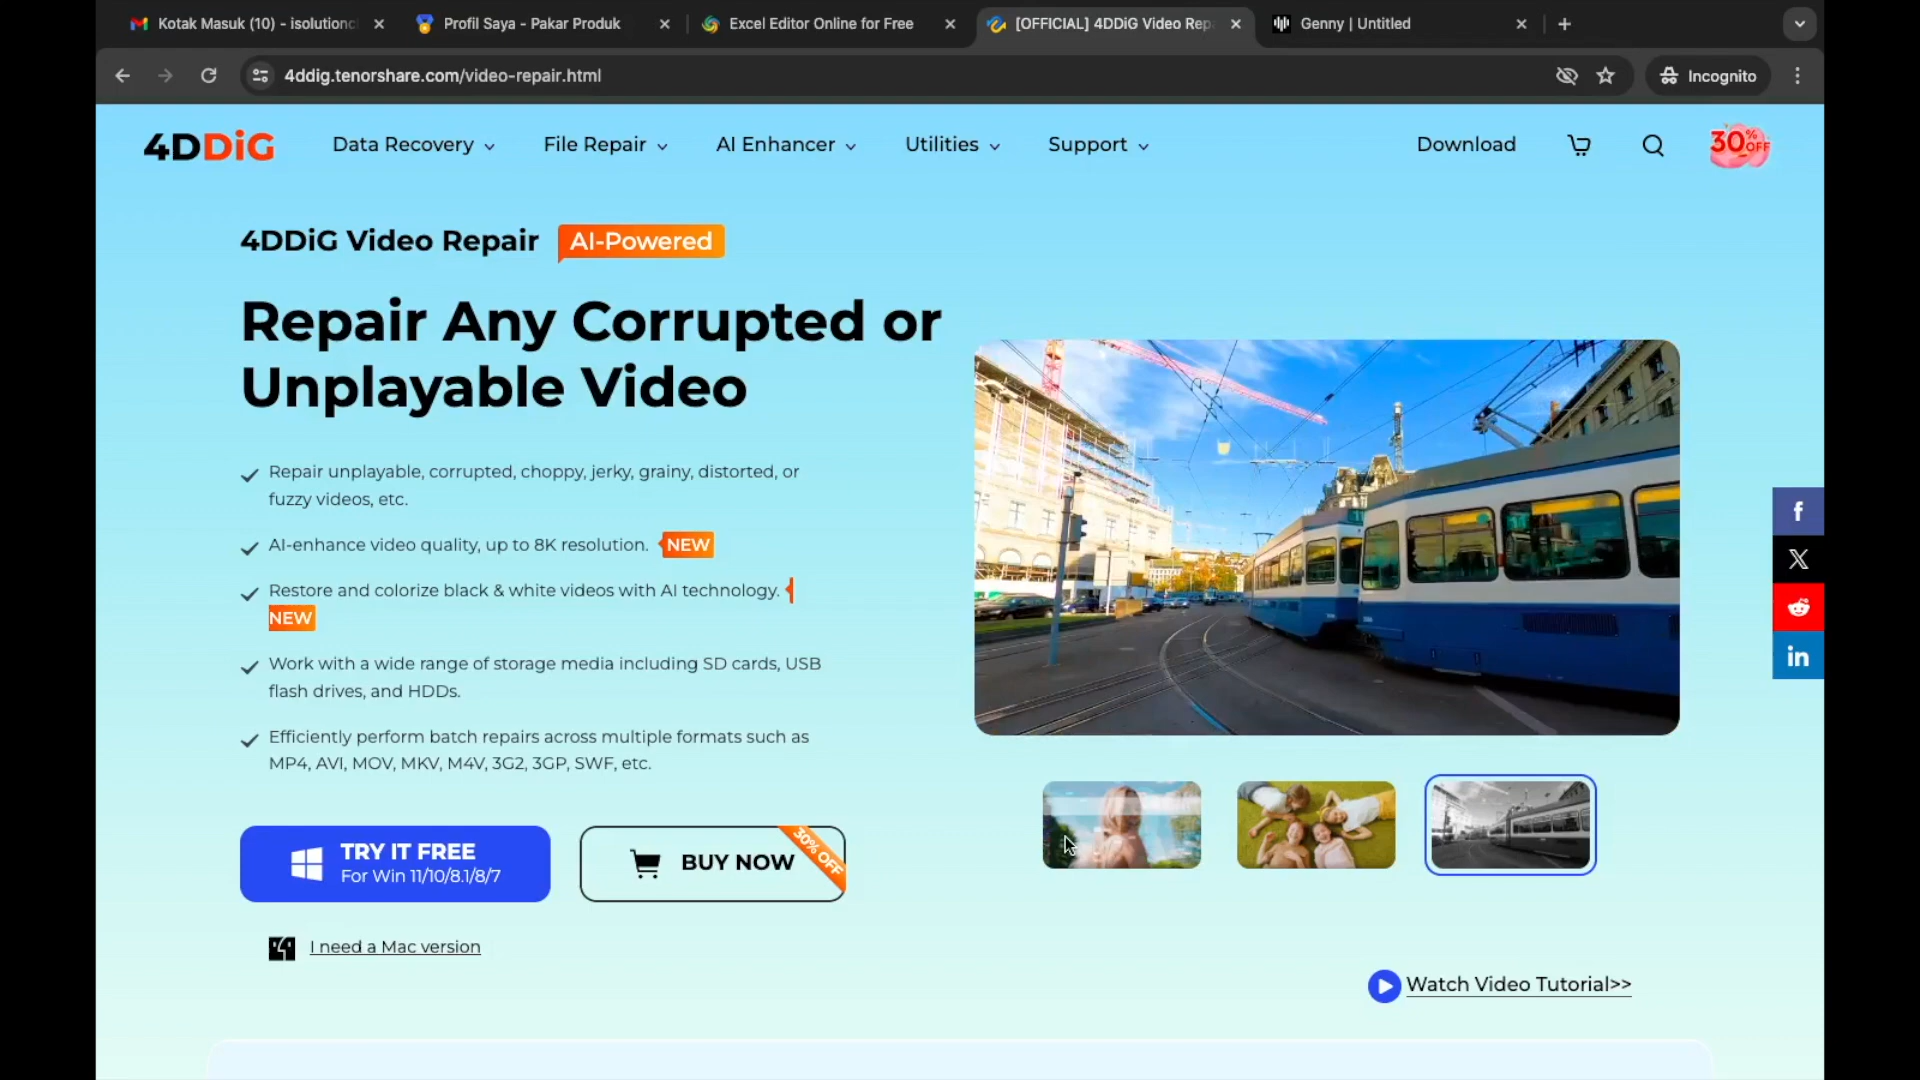 Kotak Masuk (10) - isolutionc
Profil Saya - Pakar Produk
Excel Editor Online for Free
[OFFICIAL] 4DDiG Video Rep
Genny | Untitled
4ddig.tenorshare.com/video-repair.html
Incognito
4DDiG
Data Recovery
File Repair
AI Enhancer
Utilities
Support
Download
30% OFF
4DDiG Video Repair
AI-Powered
Repair Any Corrupted or
Unplayable Video
Repair unplayable, corrupted, choppy, jerky, grainy, distorted, or
fuzzy videos, etc.
AI-enhance video quality, up to 8K resolution. NEW
Restore and colorize black & white videos with AI technology.
NEW
Work with a wide range of storage media including SD cards, USB
flash drives, and HDDs.
Efficiently perform batch repairs across multiple formats such as
MP4, AVI, MOV, MKV, M4V, 3G2, 3GP, SWF, etc.
TRY IT FREE
For Win 11/10/8.1/8/7
BUY NOW
30% OFF
I need a Mac version
Watch Video Tutorial>>